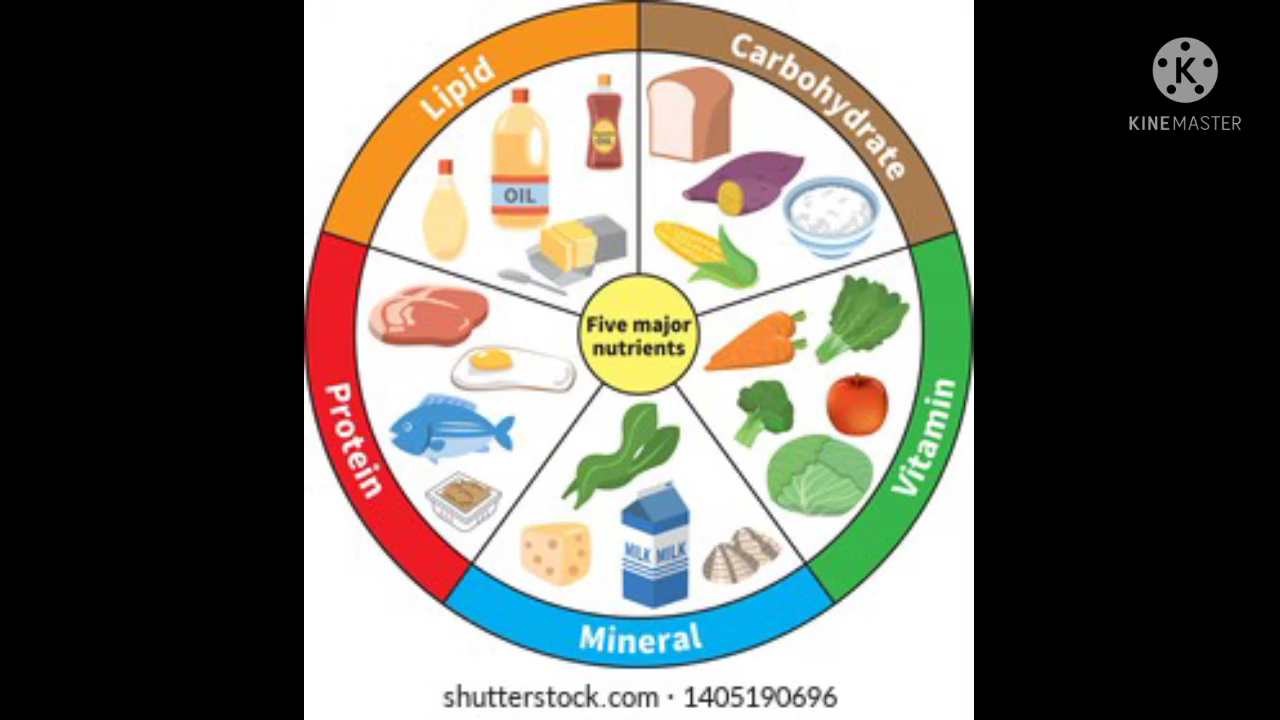 Lipid
Carbohydrate
KINEMASTER
OIL
Five major
nutrients
Protein
Vitamin
MILK MILK
Mineral
shutterstock.com · 1405190696